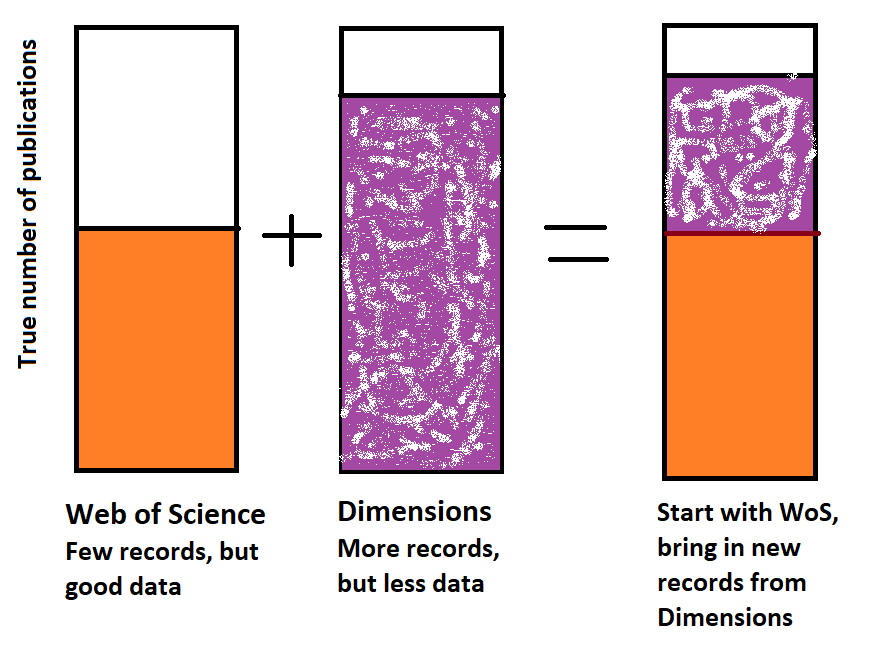 True number of publications
Web of Science
Few records, but
good data
Dimensions
More records,
but less data
Start with WoS,
bring in new
records from
Dimensions